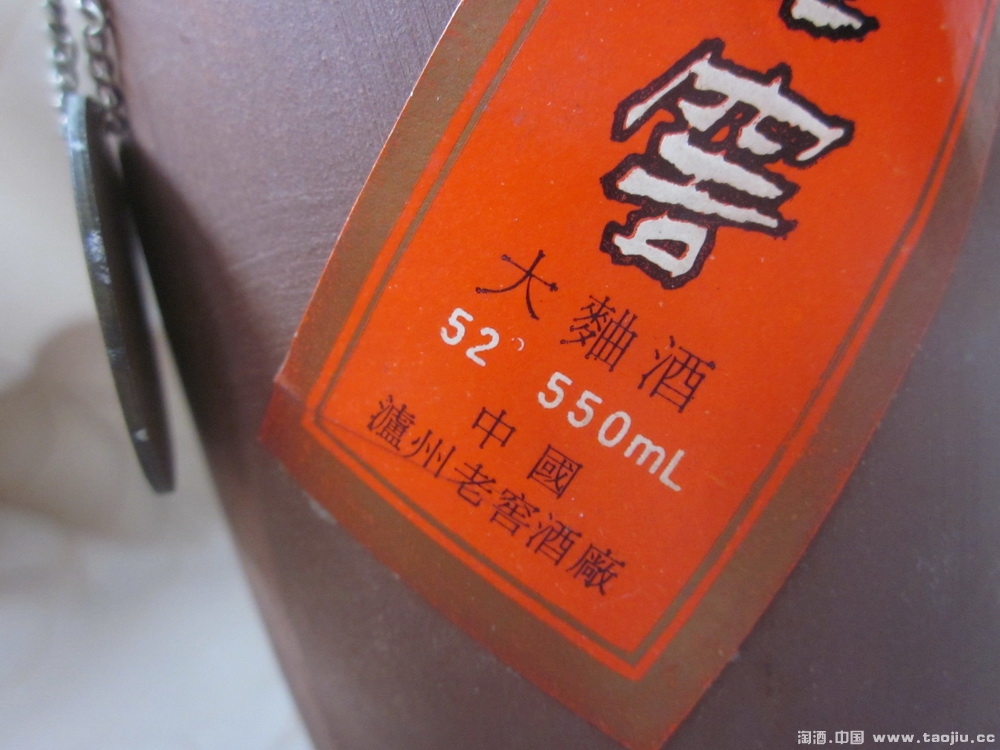 窖
大麯酒
52° 550mL
中國
瀘州老窖酒廠
淘酒.中国 www.taojiu.cc